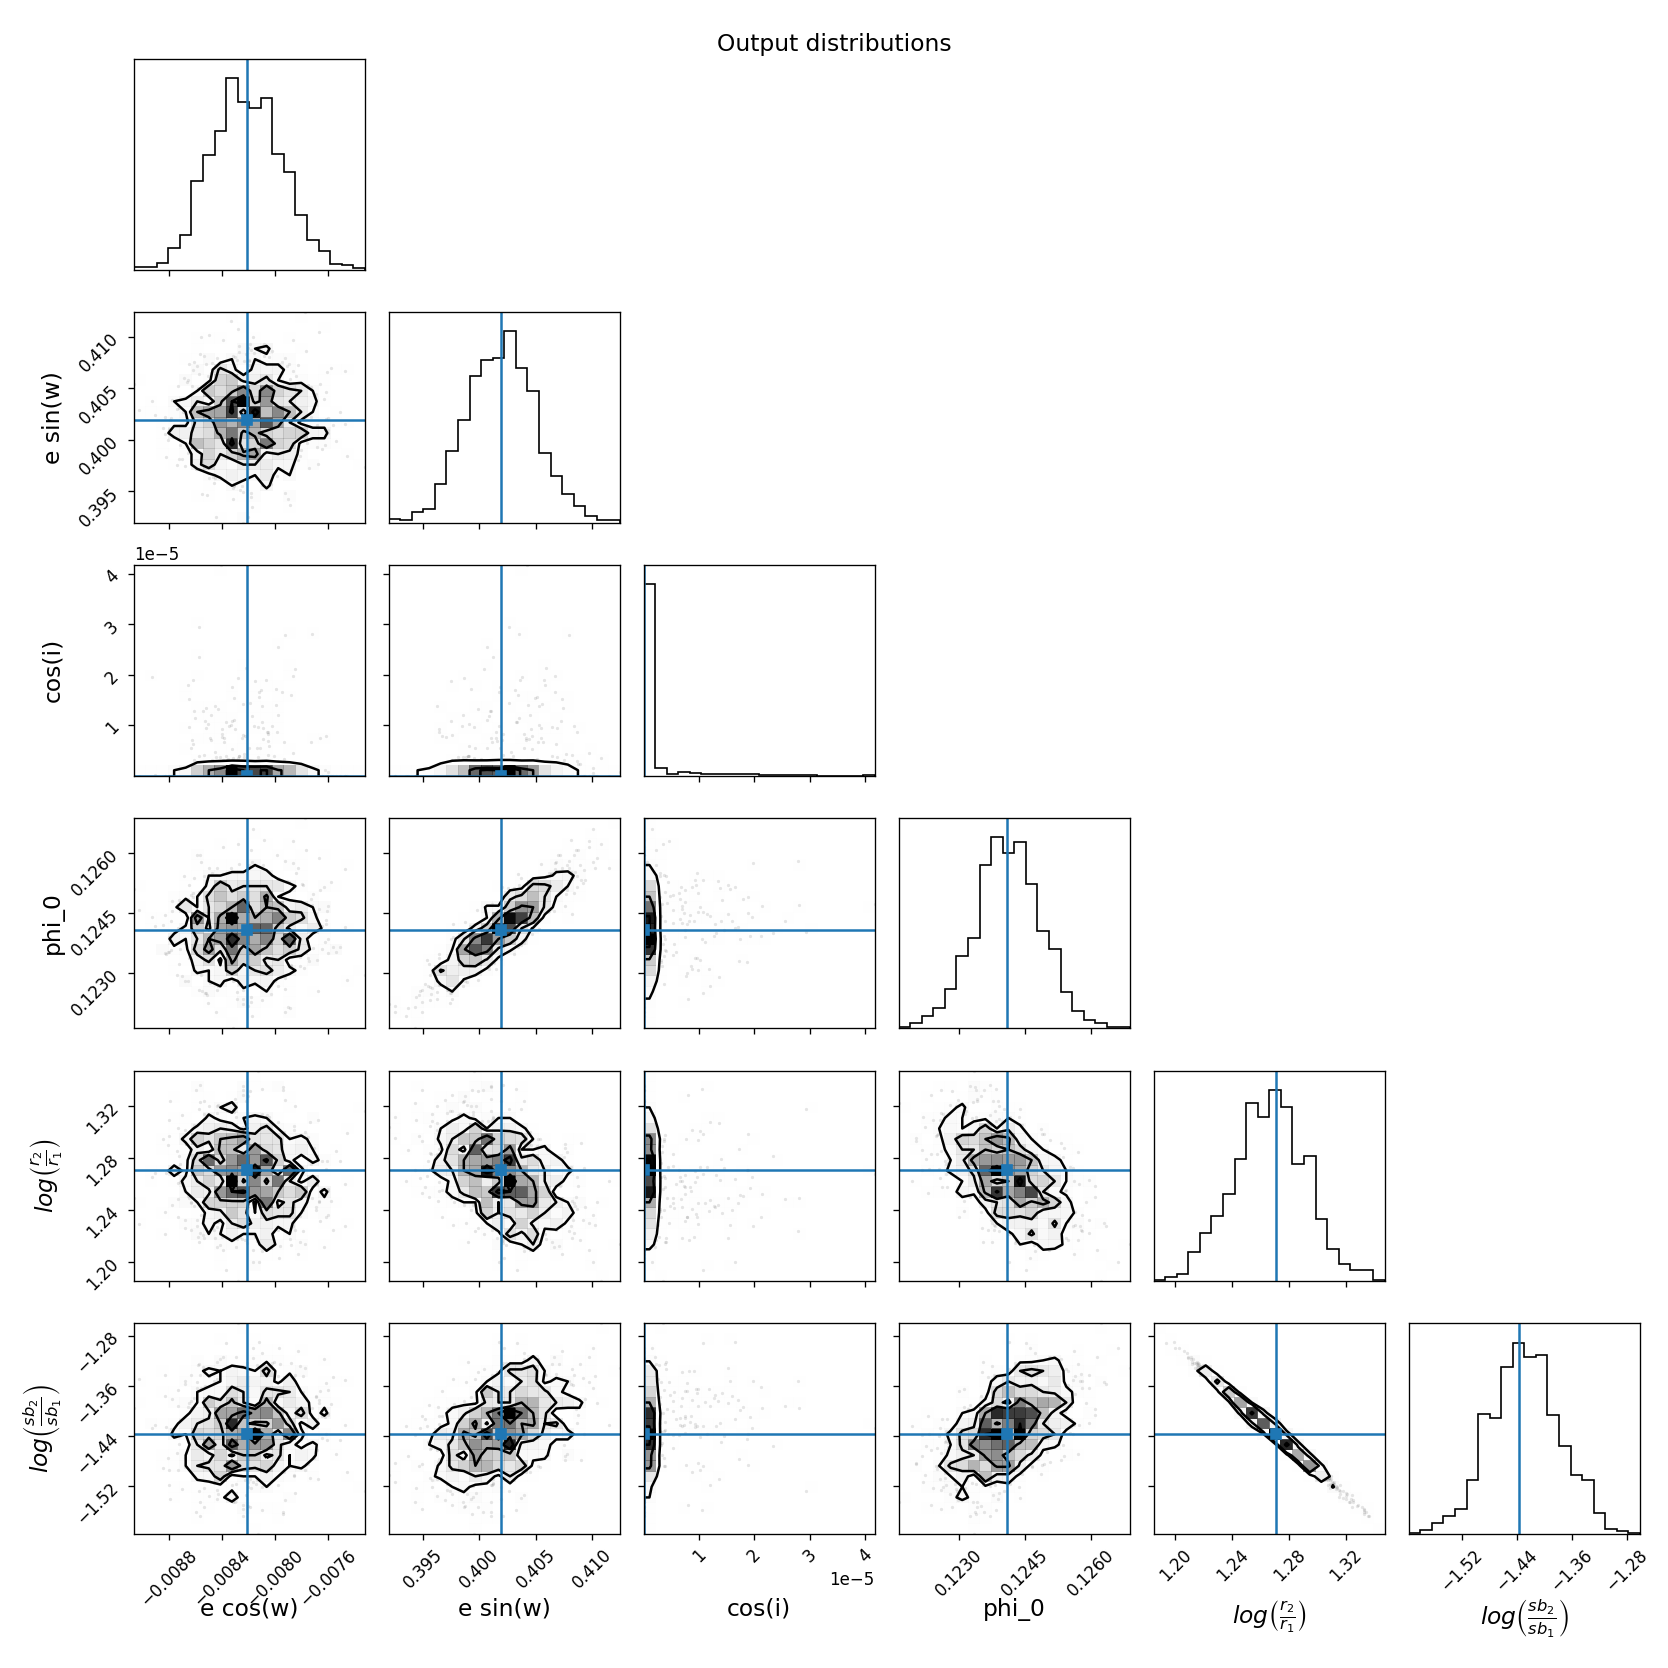 Output distributions
e sin(w)
0.410
0.405
0.400
0.395
1e−5
cos(i)
4
3
2
1
phi_0
0.1260
0.1245
0.1230
log(r₂/r₁)
1.32
1.28
1.24
1.20
log(sb₂/sb₁)
−1.28
−1.36
−1.44
−1.52
−0.0088 −0.0084 −0.0080 −0.0076
0.395 0.400 0.405 0.410
1 2 3 4
1e−5
0.1230 0.1245 0.1260
1.20 1.24 1.28 1.32
−1.52 −1.44 −1.36 −1.28
e cos(w)
e sin(w)
cos(i)
phi_0
log(r₂/r₁)
log(sb₂/sb₁)